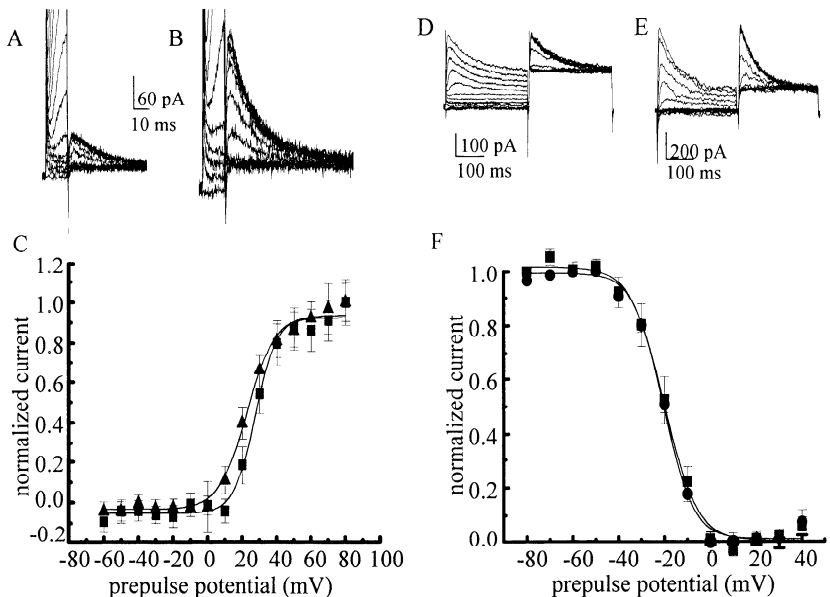 A
B
60 pA
10 ms
D
E
100 pA
100 ms
200 pA
100 ms
C
1.2
1.0
0.8
0.6
0.4
0.2
0.0
-0.2
normalized current
-80 -60 -40 -20 0 20 40 60 80 100
prepulse potential (mV)
F
1.0
0.8
0.6
0.4
0.2
0.0
normalized current
-80 -60 -40 -20 0 20 40
prepulse potential (mV)